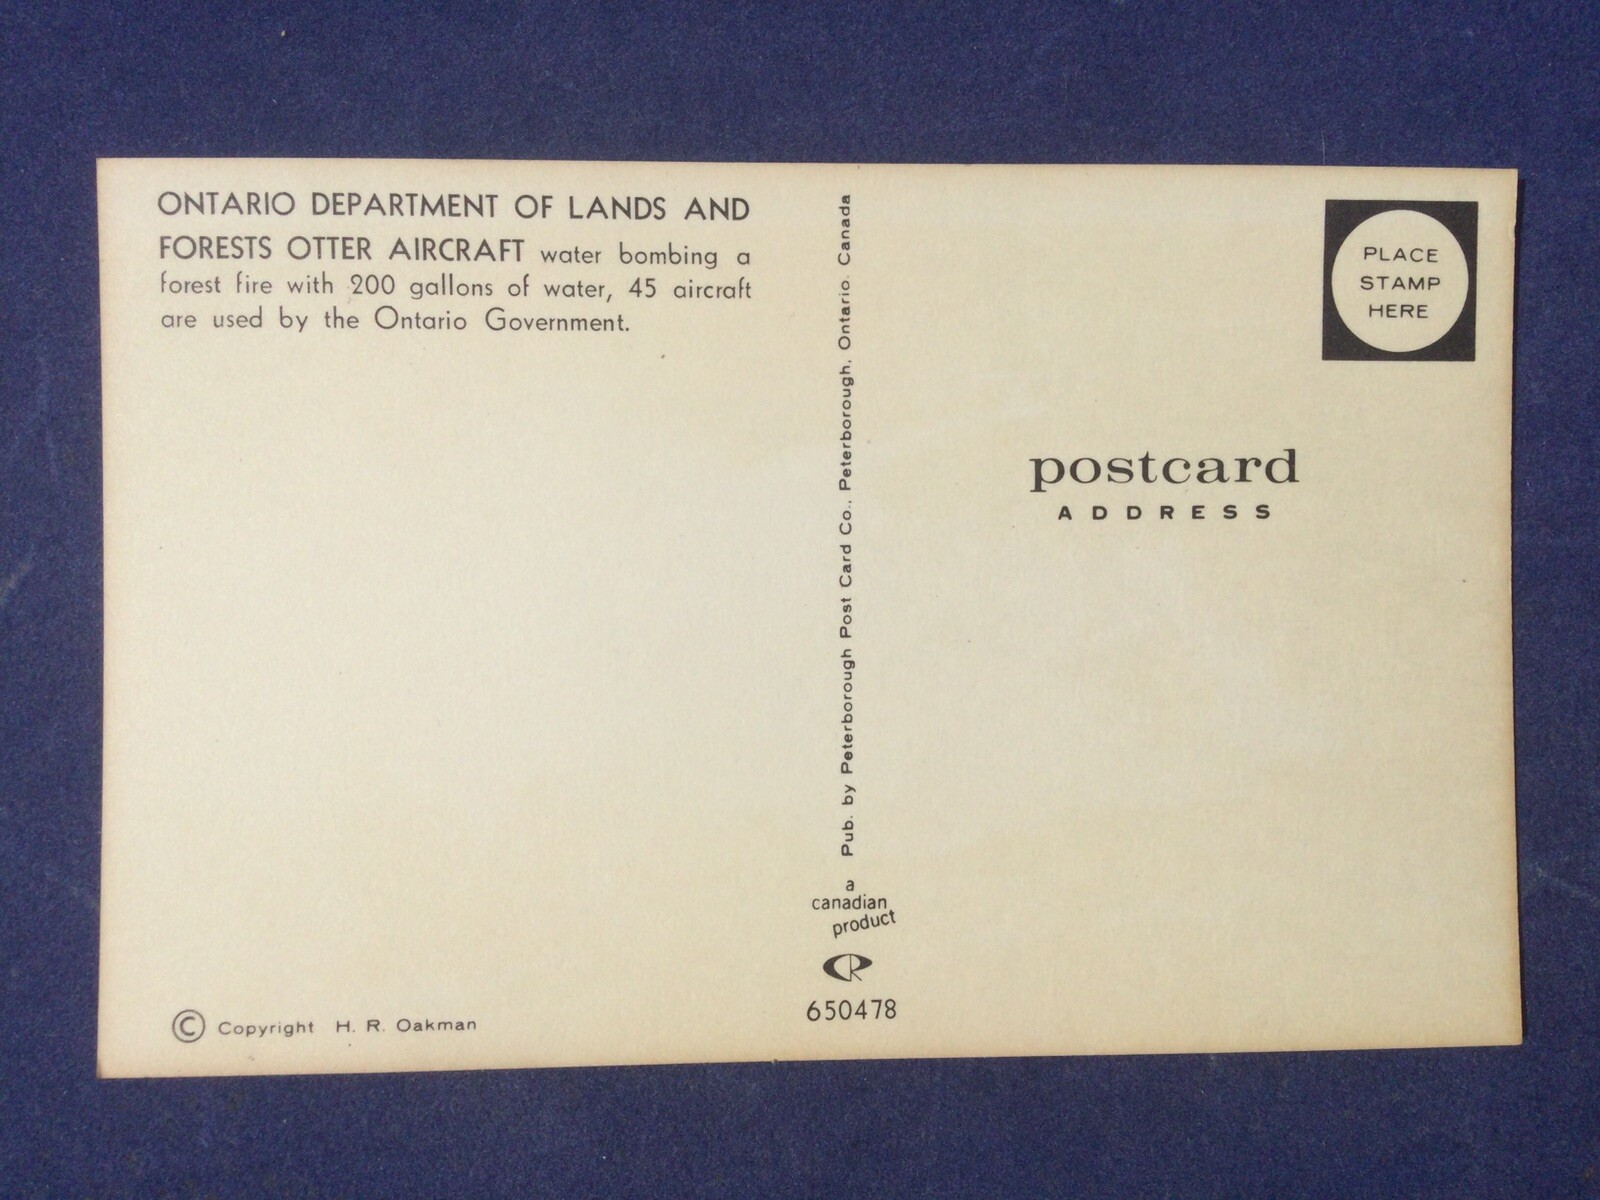 ONTARIO DEPARTMENT OF LANDS AND
FORESTS OTTER AIRCRAFT water bombing a
forest fire with 200 gallons of water, 45 aircraft
are used by the Ontario Government.
© Copyright H. R. Oakman
Pub. by Peterborough Post Card Co., Peterborough, Ontario. Canada
a
canadian
product
CR
650478
PLACE
STAMP
HERE
postcard
ADDRESS